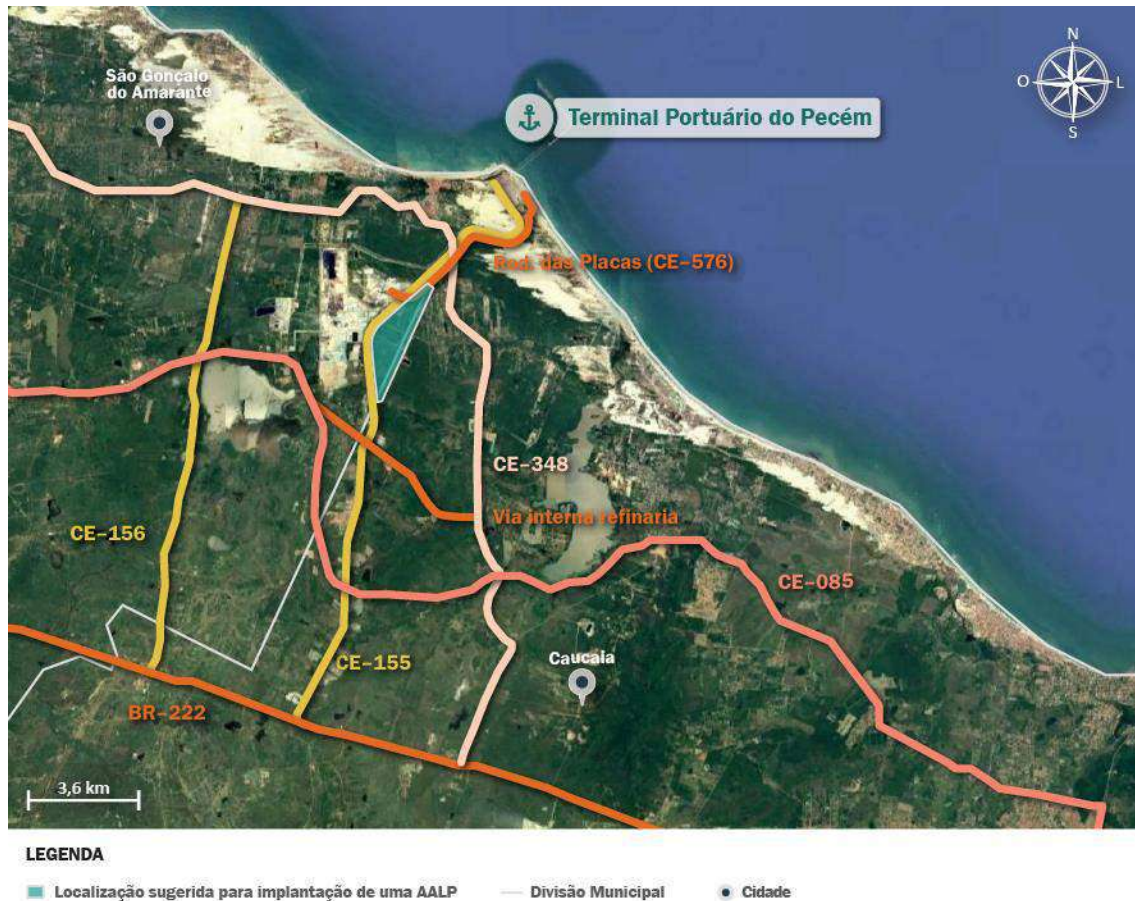 São Gonçalo
do Amarante
Terminal Portuário do Pecém
N
O
L
S
Rod. das Placas (CE-576)
CE-348
Via interna refinaria
CE-156
CE-085
CE-155
Caucaia
BR-222
3,6 km
LEGENDA
Localização sugerida para implantação de uma AALP
Divisão Municipal
Cidade